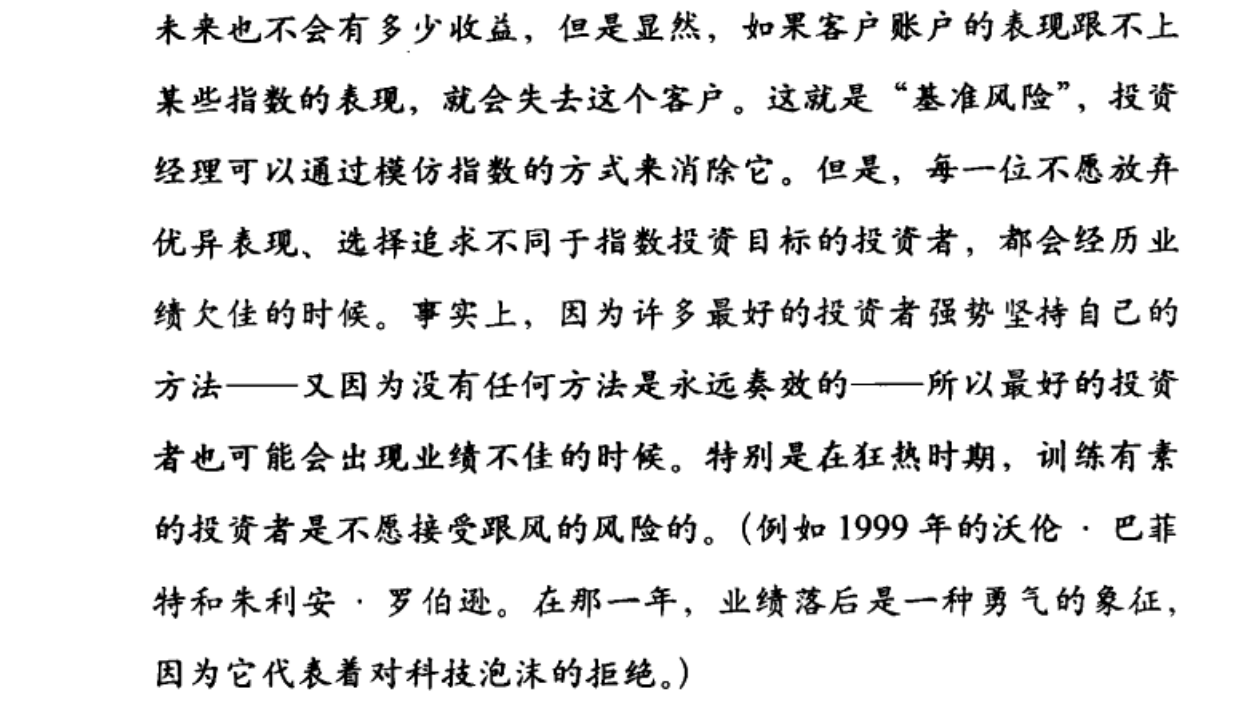 未来也不会有多少收益，但是显然，如果客户账户的表现跟不上
某些指数的表现，就会失去这个客户。这就是“基准风险”，投资
经理可以通过模仿指数的方式来消除它。但是，每一位不愿放弃
优异表现、选择追求不同于指数投资目标的投资者，都会经历业
绩欠佳的时候。事实上，因为许多最好的投资者强势坚持自己的
方法——又因为没有任何方法是永远奏效的——所以最好的投资
者也可能会出现业绩不佳的时候。特别是在狂热时期，训练有素
的投资者是不愿接受跟风的风险的。（例如 1999 年的沃伦·巴菲
特和朱利安·罗伯逊。在那一年，业绩落后是一种勇气的象征，
因为它代表着对科技泡沫的拒绝。）